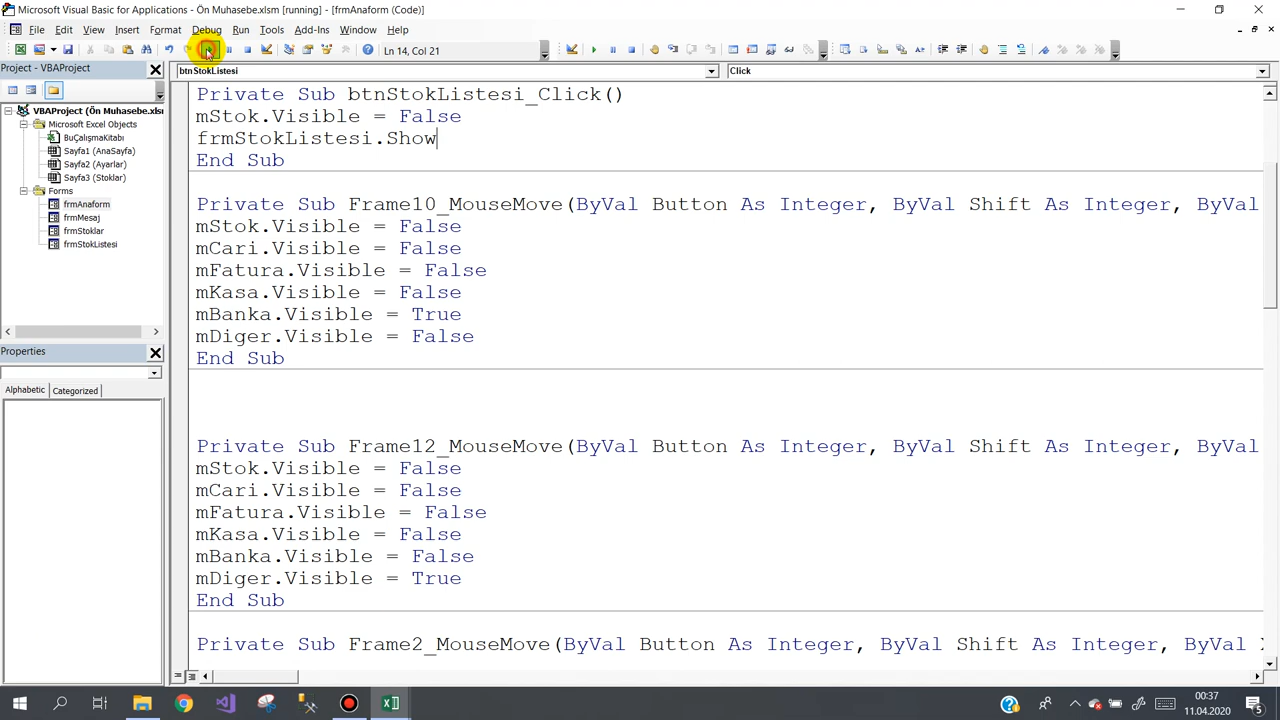 Microsoft Visual Basic for Applications - Ön Muhasebe.xlsm [running] - [frmAnaform (Code)]
File Edit View Insert Format Debug Run Tools Add-Ins Window Help
Ln 14, Col 21
Project - VBAProject
btnStokListesi
Click
VBAProject (Ön Muhasebe.xlsm
Microsoft Excel Objects
BuÇalışmaKitabı
Sayfa1 (AnaSayfa)
Sayfa2 (Ayarlar)
Sayfa3 (Stoklar)
Forms
frmAnaform
frmMesaj
frmStoklar
frmStokListesi
Properties
Alphabetic Categorized
Private Sub btnStokListesi_Click()
mStok.Visible = False
frmStokListesi.Show
End Sub
Private Sub Frame10_MouseMove(ByVal Button As Integer, ByVal Shift As Integer, ByVal
mStok.Visible = False
mCari.Visible = False
mFatura.Visible = False
mKasa.Visible = False
mBanka.Visible = True
mDiger.Visible = False
End Sub
Private Sub Frame12_MouseMove(ByVal Button As Integer, ByVal Shift As Integer, ByVal
mStok.Visible = False
mCari.Visible = False
mFatura.Visible = False
mKasa.Visible = False
mBanka.Visible = False
mDiger.Visible = True
End Sub
Private Sub Frame2_MouseMove(ByVal Button As Integer, ByVal Shift As Integer, ByVal X
00:37
11.04.2020
5